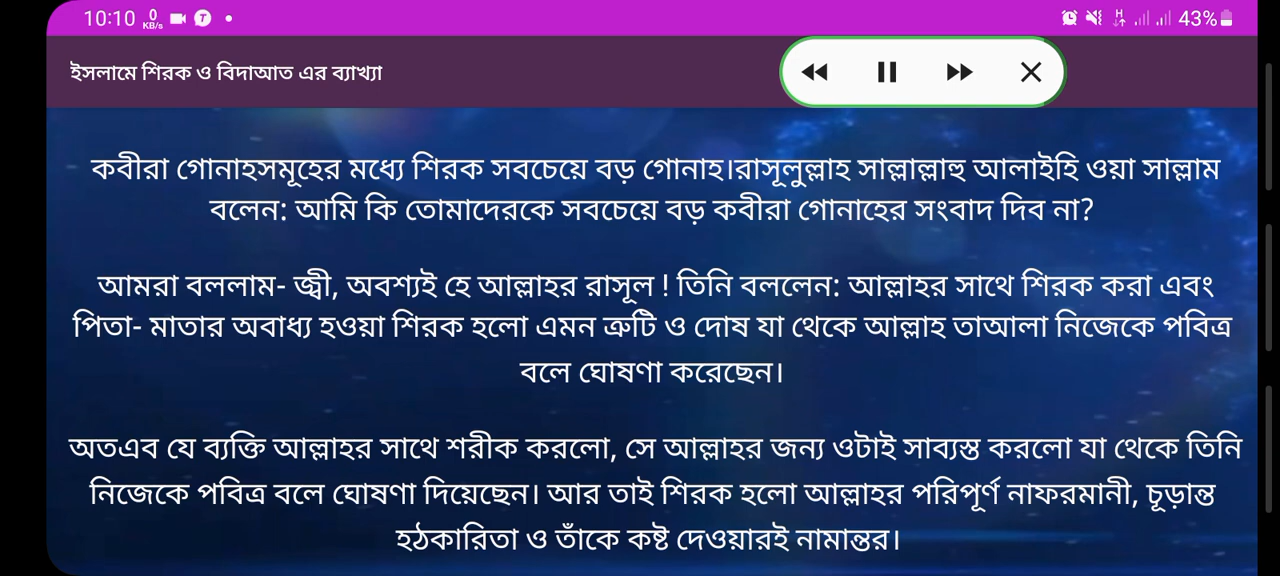 10:10 0 KB/s T 43%
ইসলামে শিরক ও বিদাআত এর ব্যাখ্যা
কবীরা গোনাহসমূহের মধ্যে শিরক সবচেয়ে বড় গোনাহ।রাসূলুল্লাহ সাল্লাল্লাহু আলাইহি ওয়া সাল্লাম
বলেন: আমি কি তোমাদেরকে সবচেয়ে বড় কবীরা গোনাহের সংবাদ দিব না?
আমরা বললাম- জ্বী, অবশ্যই হে আল্লাহর রাসূল ! তিনি বললেন: আল্লাহর সাথে শিরক করা এবং
পিতা- মাতার অবাধ্য হওয়া শিরক হলো এমন ত্রুটি ও দোষ যা থেকে আল্লাহ তাআলা নিজেকে পবিত্র
বলে ঘোষণা করেছেন।
অতএব যে ব্যক্তি আল্লাহর সাথে শরীক করলো, সে আল্লাহর জন্য ওটাই সাব্যস্ত করলো যা থেকে তিনি
নিজেকে পবিত্র বলে ঘোষণা দিয়েছেন। আর তাই শিরক হলো আল্লাহর পরিপূর্ণ নাফরমানী, চূড়ান্ত
হঠকারিতা ও তাঁকে কষ্ট দেওয়ারই নামান্তর।